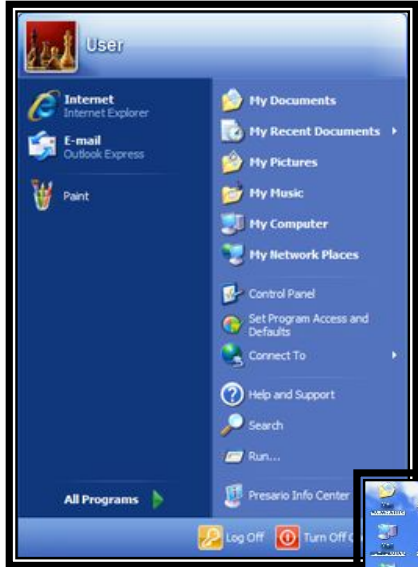 User
Internet
Internet Explorer
E-mail
Outlook Express
Paint
All Programs
My Documents
My Recent Documents
My Pictures
My Music
My Computer
My Network Places
Control Panel
Set Program Access and
Defaults
Connect To
Help and Support
Search
Run...
Presario Info Center
Log Off
Turn Off